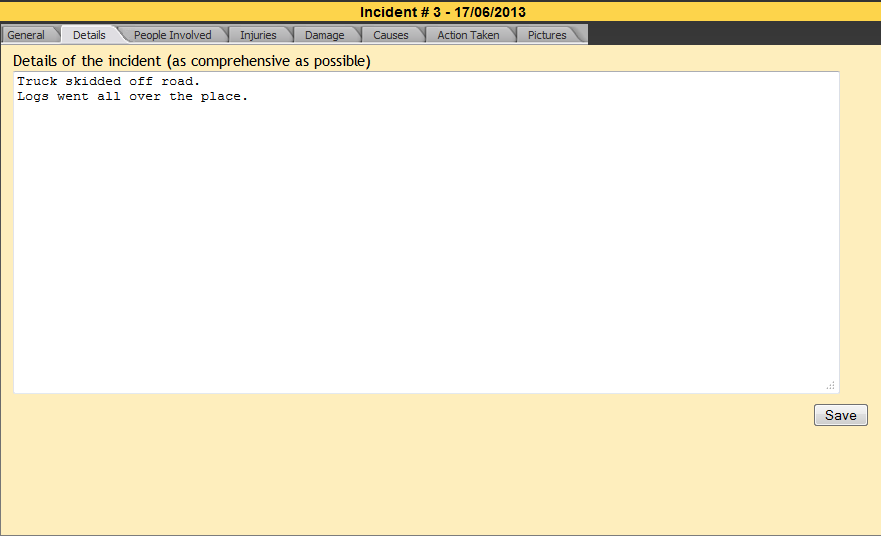 Incident # 3 - 17/06/2013
General Details People Involved Injuries Damage Causes Action Taken Pictures
Details of the incident (as comprehensive as possible)
Truck skidded off road.
Logs went all over the place.
Save